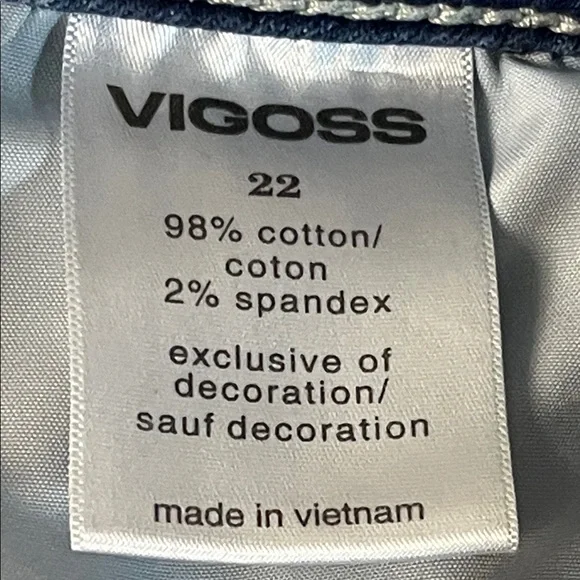 VIGOSS
22
98% cotton/
coton
2% spandex
exclusive of
decoration/
sauf decoration
made in vietnam